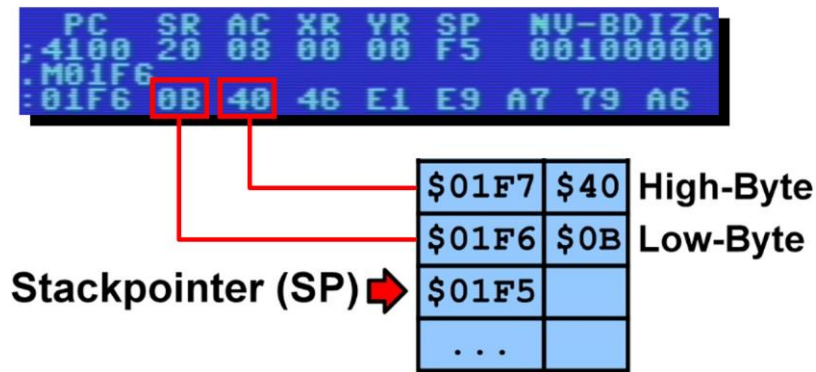 PC SR AC XR YR SP NV-BDIZC
;4100 20 08 00 00 F5 00100000
.M01F6
:01F6 0B 40 46 E1 E9 A7 79 A6
$01F7 $40 High-Byte
$01F6 $0B Low-Byte
Stackpointer (SP) $01F5
...